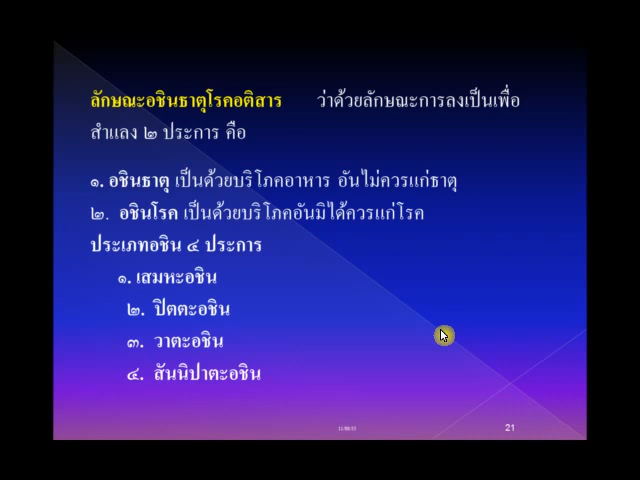 ลักษณะอชินธาตุโรคอติสาร ว่าด้วยลักษณะการลงเป็นเพื่อ
สำแลง ๒ ประการ คือ
๑. อชินธาตุ เป็นด้วยบริโภคอาหาร อันไม่ควรแก่ธาตุ
๒. อชินโรค เป็นด้วยบริโภคอันมิได้ควรแก่โรค
ประเภทอชิน ๔ ประการ
๑. เสมหะอชิน
๒. ปิตตะอชิน
๓. วาตะอชิน
๔. สันนิปาตะอชิน
21